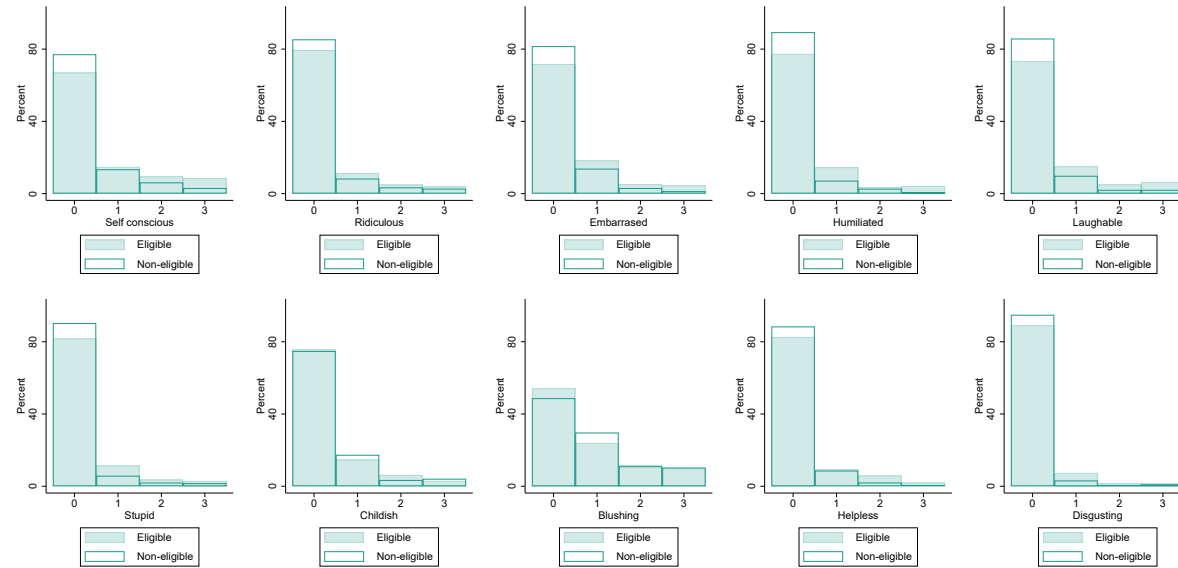 Percent
80
40
0
0 1 2 3
Self conscious
Eligible
Non-eligible
Percent
80
40
0
0 1 2 3
Ridiculous
Eligible
Non-eligible
Percent
80
40
0
0 1 2 3
Embarrased
Eligible
Non-eligible
Percent
80
40
0
0 1 2 3
Humiliated
Eligible
Non-eligible
Percent
80
40
0
0 1 2 3
Laughable
Eligible
Non-eligible
Percent
80
40
0
0 1 2 3
Stupid
Eligible
Non-eligible
Percent
80
40
0
0 1 2 3
Childish
Eligible
Non-eligible
Percent
80
40
0
0 1 2 3
Blushing
Eligible
Non-eligible
Percent
80
40
0
0 1 2 3
Helpless
Eligible
Non-eligible
Percent
80
40
0
0 1 2 3
Disgusting
Eligible
Non-eligible